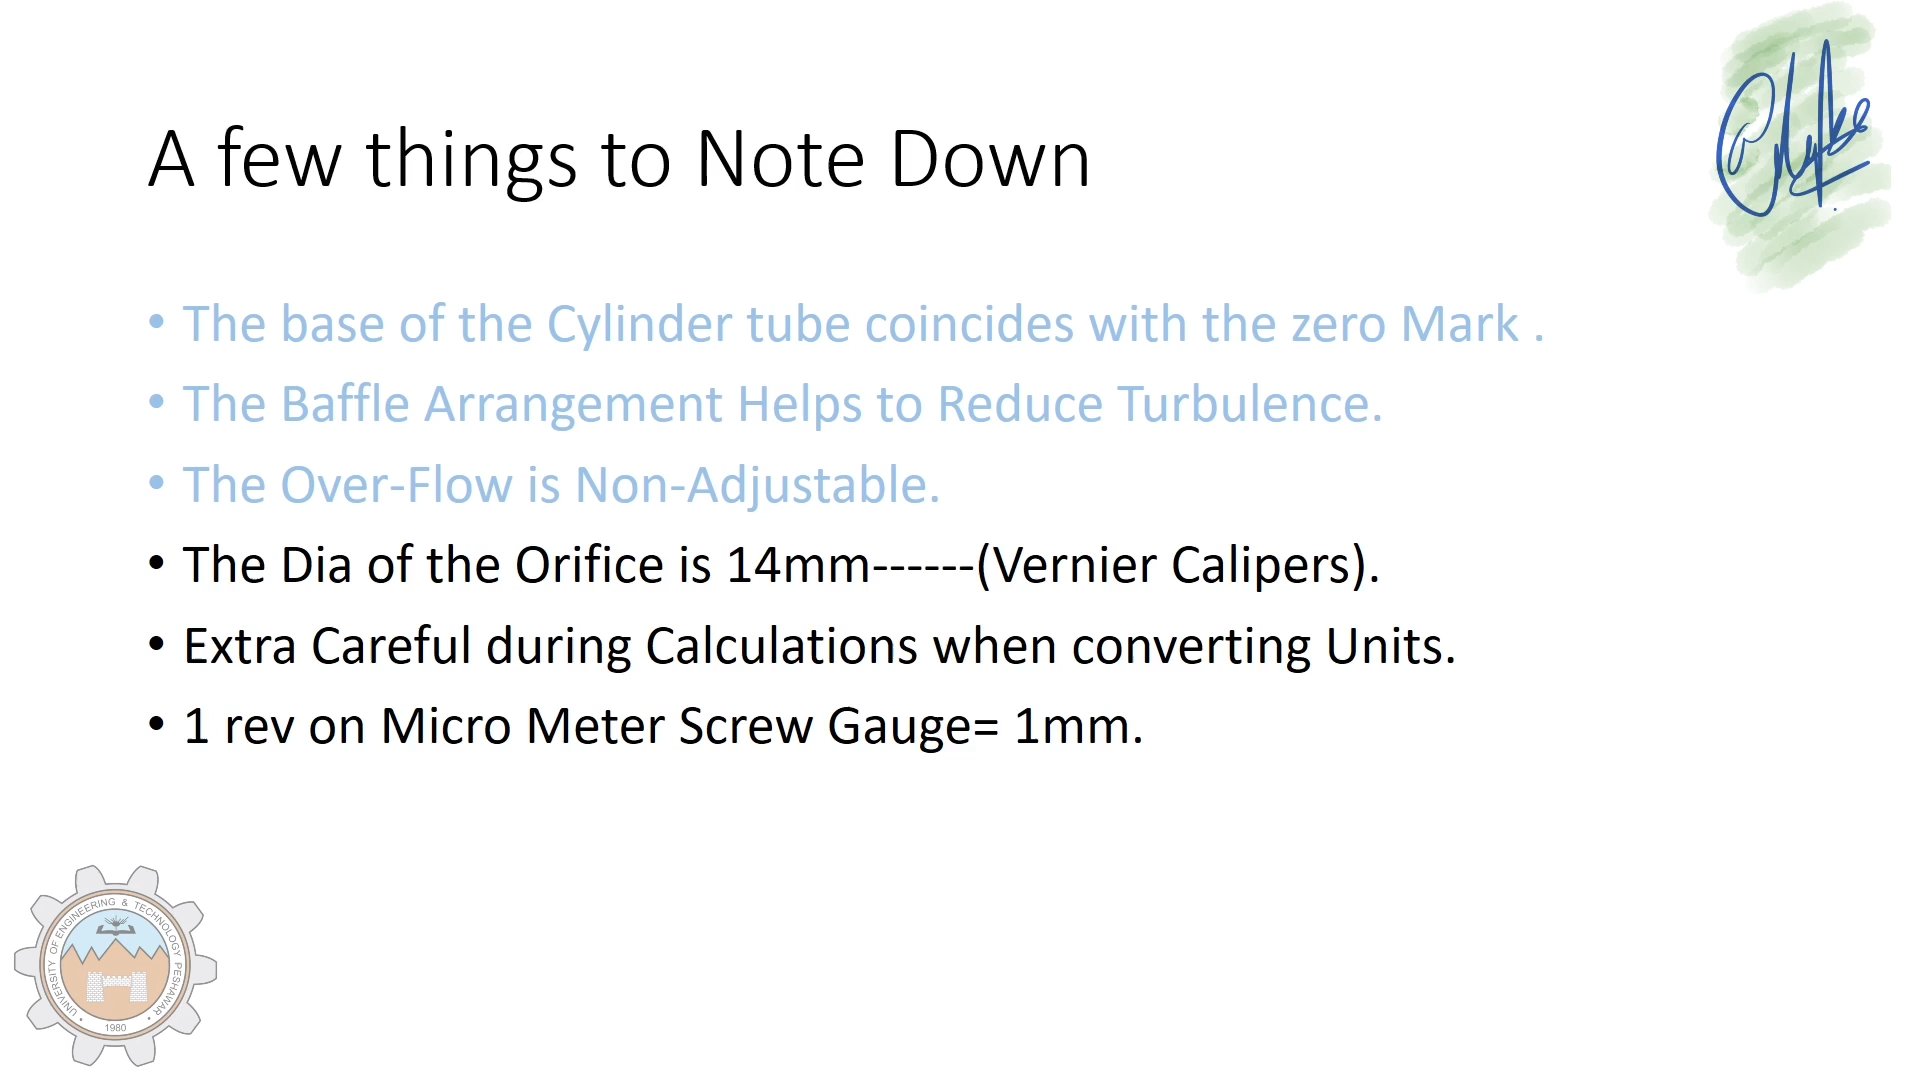 A few things to Note Down
• The base of the Cylinder tube coincides with the zero Mark .
• The Baffle Arrangement Helps to Reduce Turbulence.
• The Over-Flow is Non-Adjustable.
• The Dia of the Orifice is 14mm------(Vernier Calipers).
• Extra Careful during Calculations when converting Units.
• 1 rev on Micro Meter Screw Gauge= 1mm.
• UNIVERSITY OF ENGINEERING & TECHNOLOGY PESHAWAR •
1980